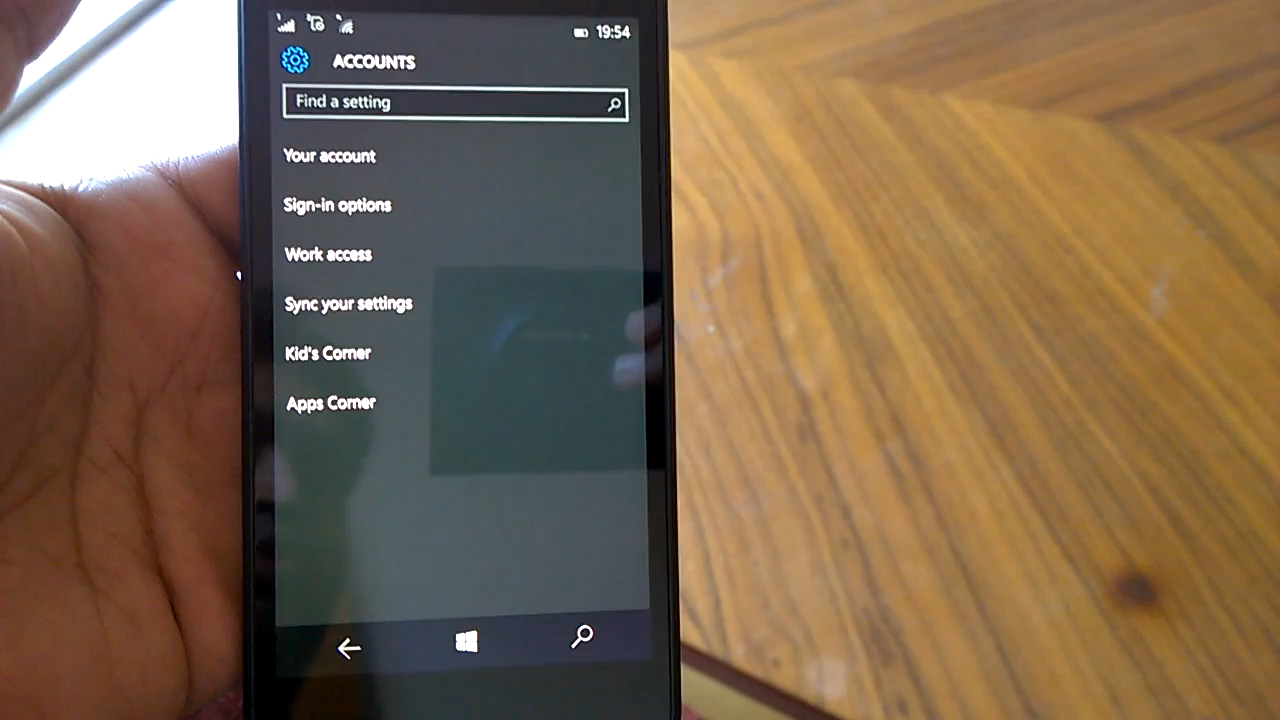 19:54
ACCOUNTS
Find a setting
Your account
Sign-in options
Work access
Sync your settings
Kid's Corner
Apps Corner